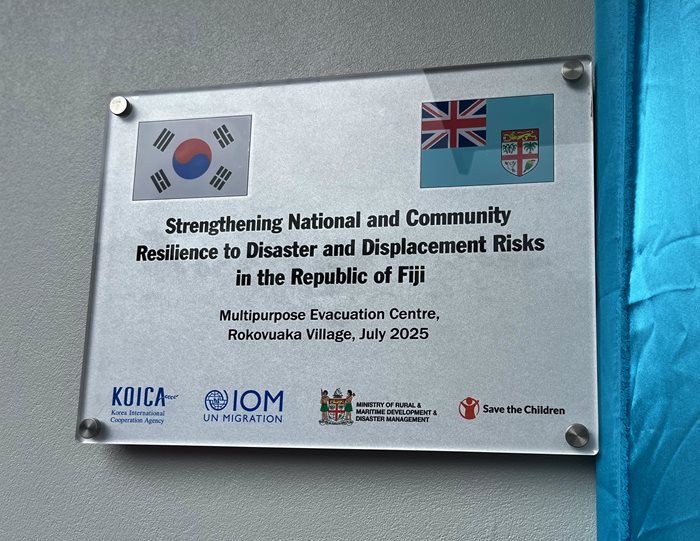 Strengthening National and Community
Resilience to Disaster and Displacement Risks
in the Republic of Fiji
Multipurpose Evacuation Centre,
Rokovuaka Village, July 2025
KOICA
Korea International
Cooperation Agency
IOM
UN MIGRATION
MINISTRY OF RURAL &
MARITIME DEVELOPMENT &
DISASTER MANAGEMENT
Save the Children